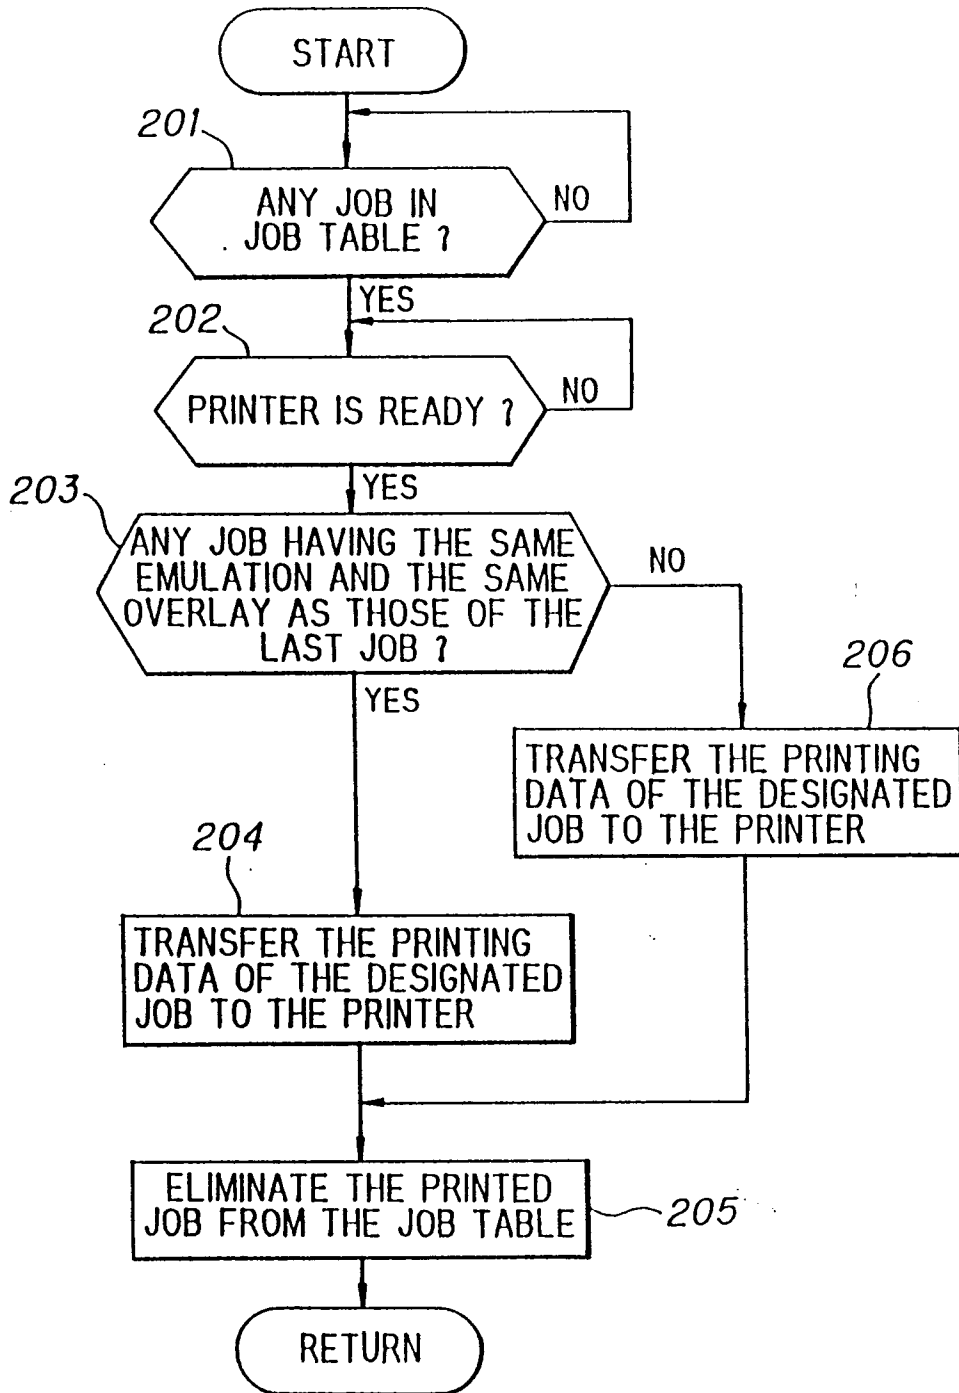 START
201
ANY JOB IN
JOB TABLE ?
NO
YES
202
PRINTER IS READY ?
NO
YES
203
ANY JOB HAVING THE SAME
EMULATION AND THE SAME
OVERLAY AS THOSE OF THE
LAST JOB ?
NO
YES
206
TRANSFER THE PRINTING
DATA OF THE DESIGNATED
JOB TO THE PRINTER
204
TRANSFER THE PRINTING
DATA OF THE DESIGNATED
JOB TO THE PRINTER
ELIMINATE THE PRINTED
JOB FROM THE JOB TABLE
205
RETURN